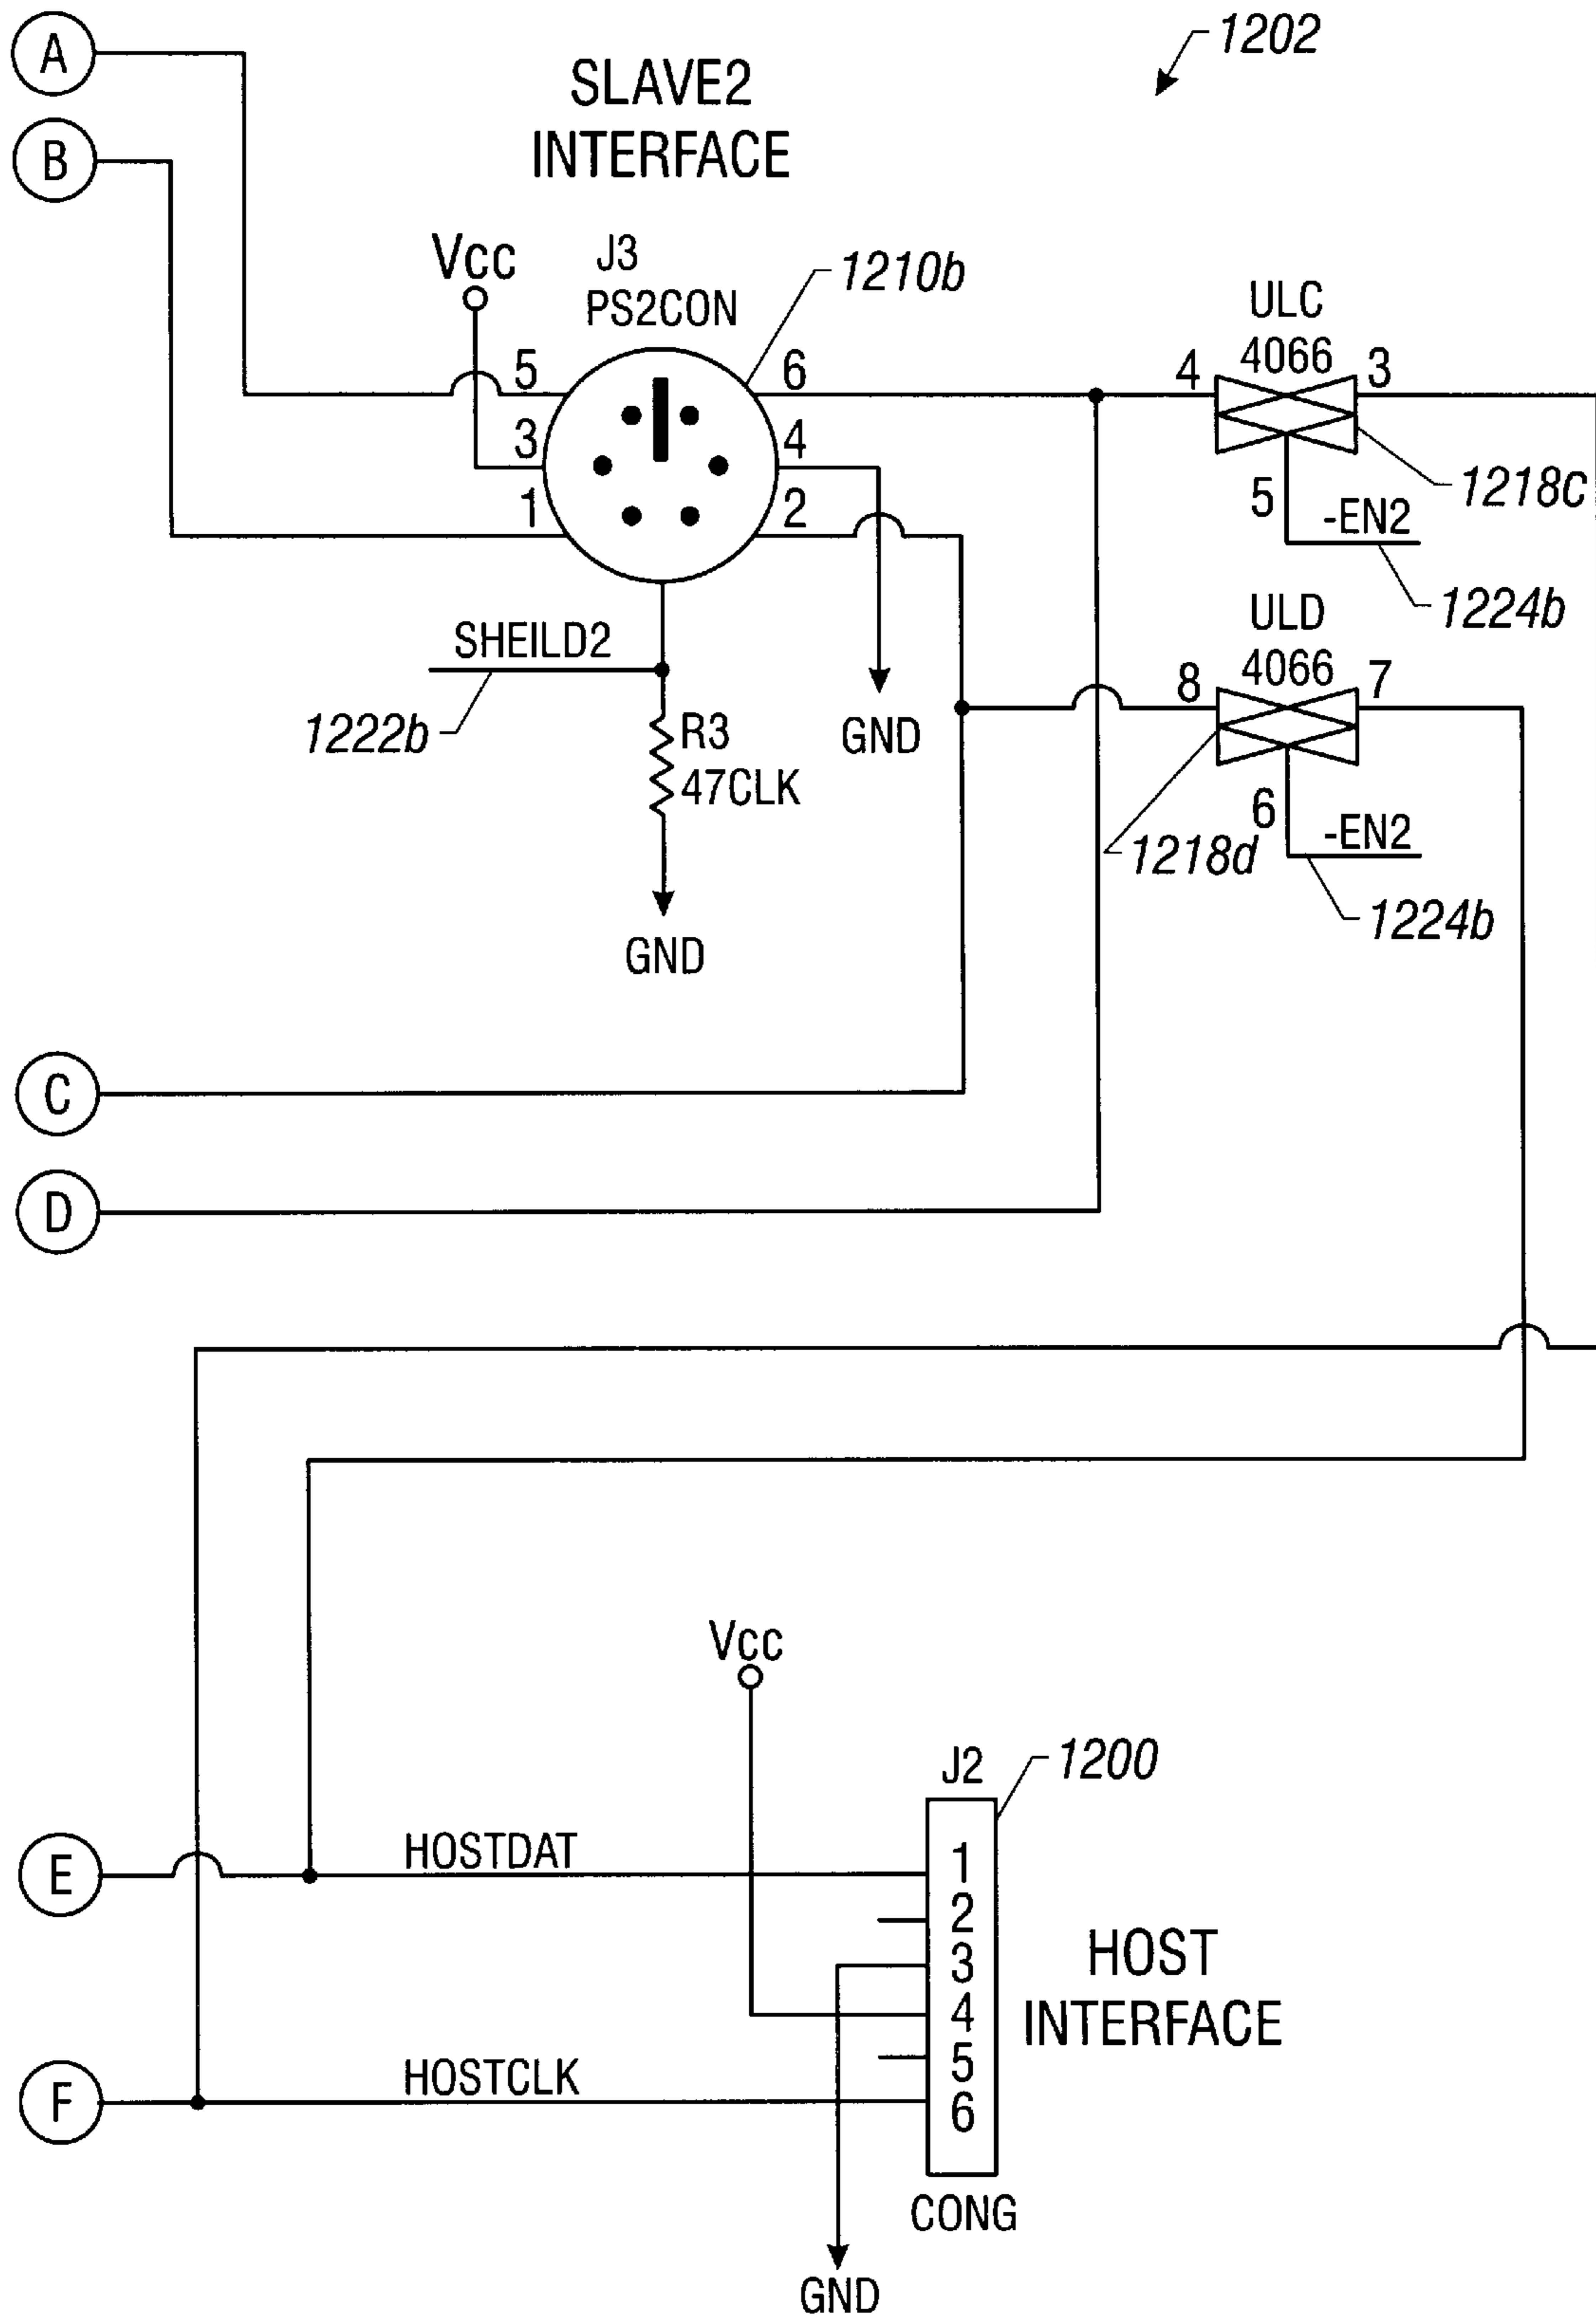 A
1202
SLAVE2
INTERFACE
B
Vcc
J3
PS2CON
1210b
ULC
4066
5
6
4
3
3
4
1
2
5
-EN2
1218c
1224b
SHEILD2
1222b
R3
47CLK
GND
GND
ULD
4066
8
7
6
-EN2
1218d
1224b
C
D
Vcc
J2
1200
E
HOSTDAT
1
2
3
4
5
6
HOST
INTERFACE
F
HOSTCLK
CONG
GND